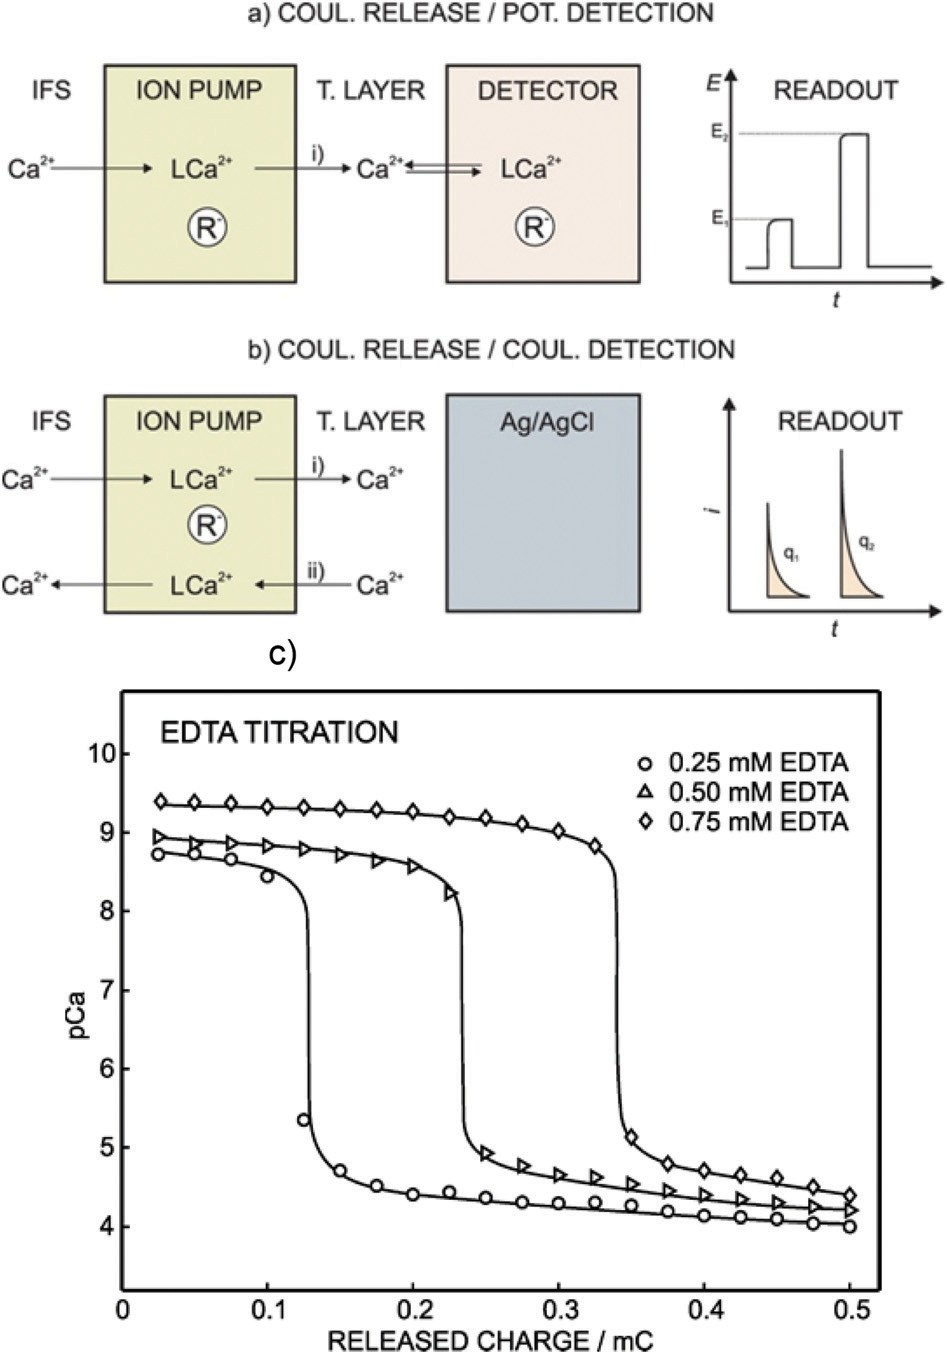 a) COUL. RELEASE / POT. DETECTION
IFS ION PUMP T. LAYER DETECTOR E READOUT
E₂
Ca²⁺ LCa²⁺ i) Ca²⁺ LCa²⁺
R⁻ R⁻ E₁
t
b) COUL. RELEASE / COUL. DETECTION
IFS ION PUMP T. LAYER Ag/AgCl READOUT
Ca²⁺ LCa²⁺ i) Ca²⁺
R⁻ i q₁ q₂
Ca²⁺ LCa²⁺ ii) Ca²⁺
t
c)
EDTA TITRATION
10
0.25 mM EDTA
0.50 mM EDTA
0.75 mM EDTA
9
8
7
pCa
6
5
4
0 0.1 0.2 0.3 0.4 0.5
RELEASED CHARGE / mC